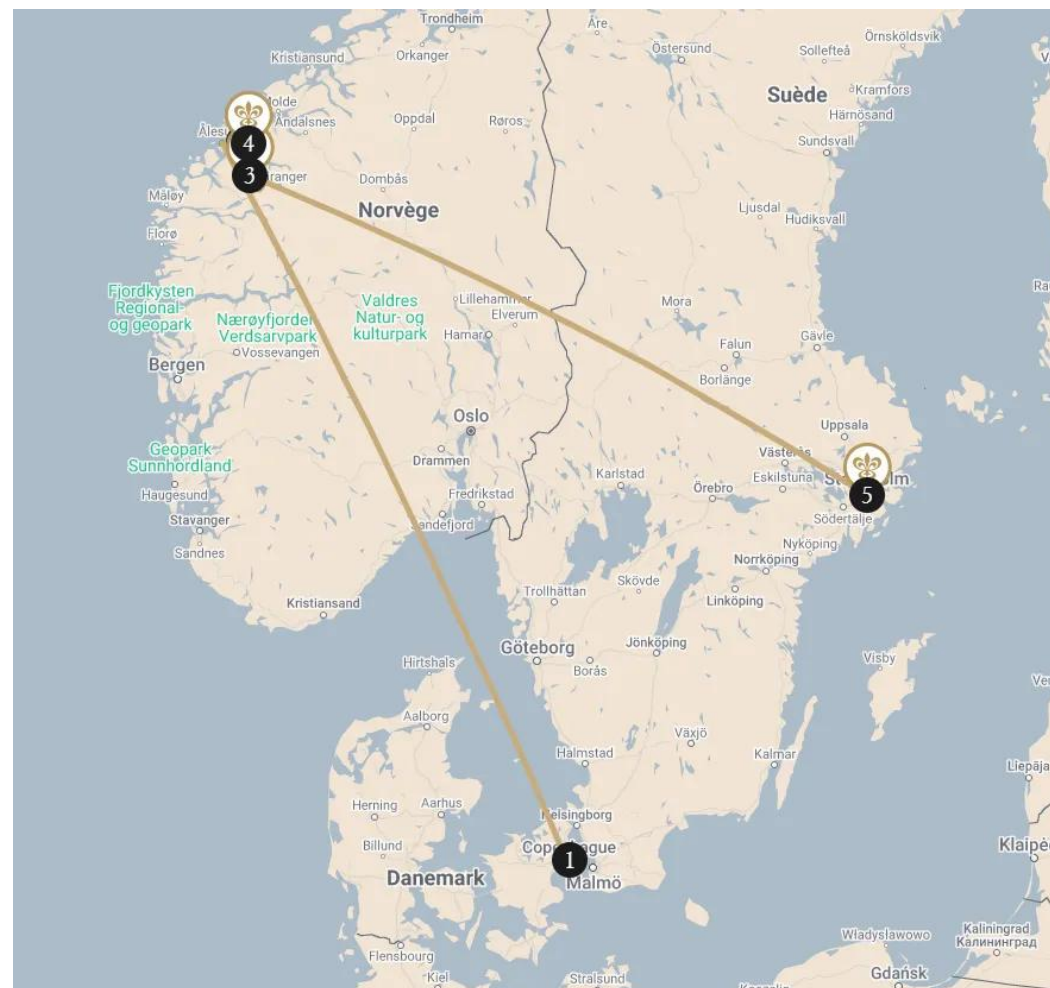 Trondheim
Åre
Örnsköldsvik
Kristiansund
Orkanger
Östersund
Sollefteå
Suède
Kramfors
Härnösand
Molde
Åndalsnes
Oppdal
Røros
Sundsvall
4
3
Dombås
Måløy
Norvège
Ljusdal
Hudiksvall
Florø
Fjordkysten
Regional-
og geopark
Nærøyfjorden
Verdsarvpark
Valdres
Natur- og
kulturpark
Lillehammer
Elverum
Hamar
Mora
Gävle
Falun
Borlänge
Vossevangen
Bergen
Oslo
Uppsala
Drammen
Västerås
Geopark
Sunnhordland
Karlstad
Eskilstuna
Örebro
5
Haugesund
Fredrikstad
Södertälje
Stavanger
Sandefjord
Sandnes
Nyköping
Norrköping
Skövde
Trollhättan
Linköping
Kristiansand
Göteborg
Jönköping
Borås
Visby
Hirtshals
Aalborg
Växjö
Halmstad
Kalmar
Liepāja
Herning
Aarhus
Helsingborg
Billund
Copenhague
1
Malmö
Danemark
Władysławowo
Kaliningrad
Калининград
Flensbourg
Kiel
Stralsund
Gdańsk